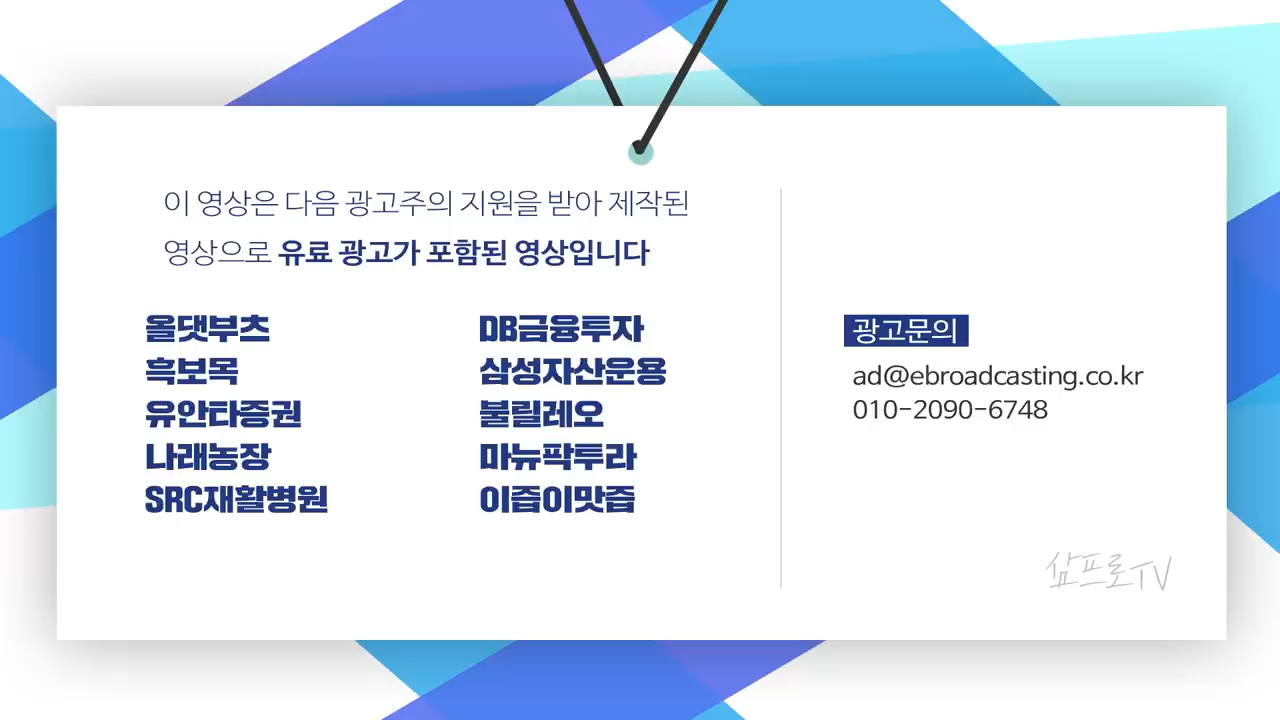 이 영상은 다음 광고주의 지원을 받아 제작된
영상으로 유료 광고가 포함된 영상입니다
올댓부츠
흑보목
유안타증권
나래농장
SRC재활병원
DB금융투자
삼성자산운용
불릴레오
마뉴팍투라
이즙이맛즙
광고문의
ad@ebroadcasting.co.kr
010-2090-6748
삼프로TV